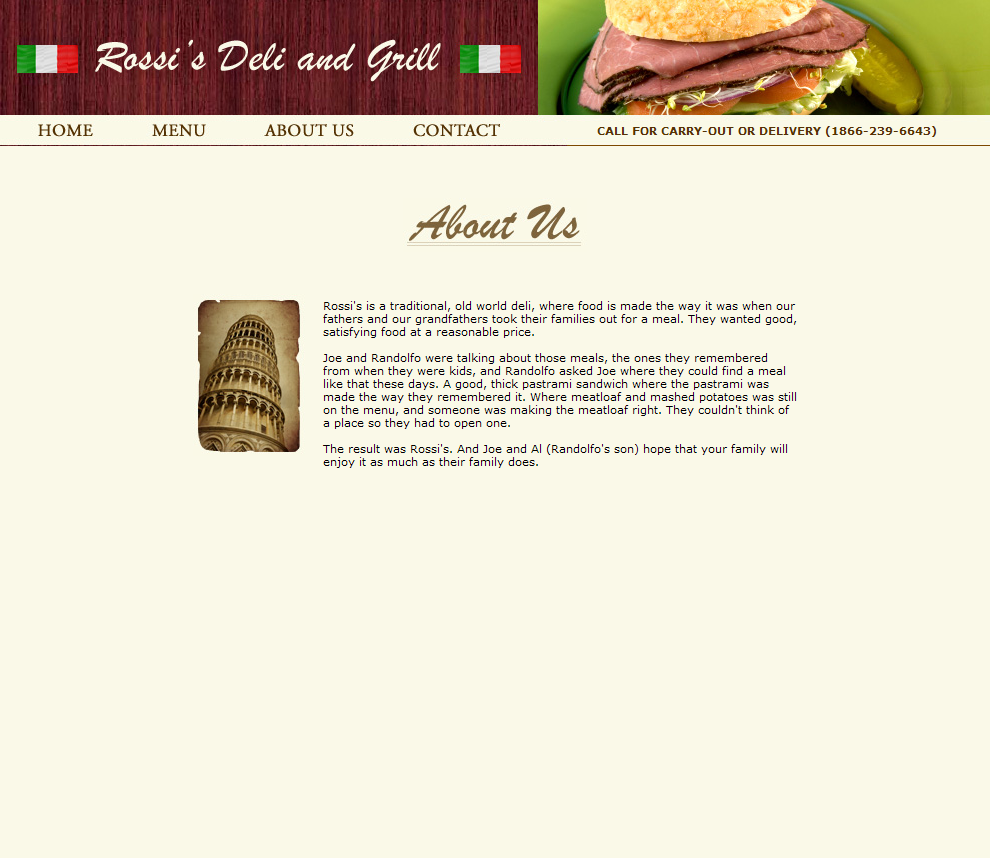 Rossi's Deli and Grill
HOME MENU ABOUT US CONTACT CALL FOR CARRY-OUT OR DELIVERY (1866-239-6643)
About Us
Rossi's is a traditional, old world deli, where food is made the way it was when our
fathers and our grandfathers took their families out for a meal. They wanted good,
satisfying food at a reasonable price.
Joe and Randolfo were talking about those meals, the ones they remembered
from when they were kids, and Randolfo asked Joe where they could find a meal
like that these days. A good, thick pastrami sandwich where the pastrami was
made the way they remembered it. Where meatloaf and mashed potatoes was still
on the menu, and someone was making the meatloaf right. They couldn't think of
a place so they had to open one.
The result was Rossi's. And Joe and Al (Randolfo's son) hope that your family will
enjoy it as much as their family does.